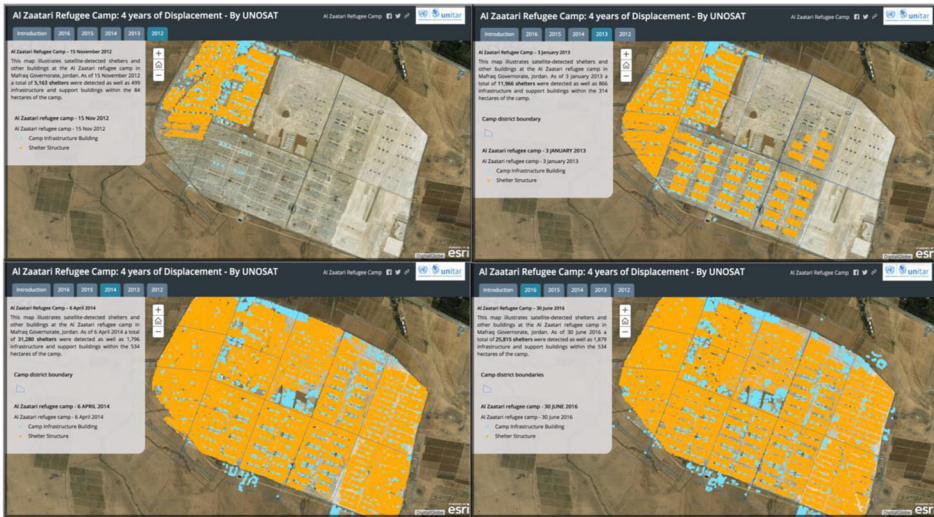 Al Zaatari Refugee Camp: 4 years of Displacement - By UNOSAT
Al Zaatari Refugee Camp
unitar
Introduction 2016 2015 2014 2013 2012
Al Zaatari Refugee Camp – 15 November 2012
This map illustrates satellite-detected shelters and
other buildings at the Al Zaatari refugee camp in
Mafraq Governorate, Jordan. As of 15 November 2012
a total of 5,163 shelters were detected as well as 499
infrastructure and support buildings within the 84
hectares of the camp.
Al Zaatari refugee camp - 15 Nov 2012
Al Zaatari refugee camp - 15 Nov 2012
Camp Infrastructure Building
Shelter Structure
DigitalGlobe
esri
Al Zaatari Refugee Camp: 4 years of Displacement - By UNOSAT
Al Zaatari Refugee Camp
unitar
Introduction 2016 2015 2014 2013 2012
Al Zaatari Refugee Camp – 3 January 2013
This map illustrates satellite-detected shelters and
other buildings at the Al Zaatari refugee camp in
Mafraq Governorate, Jordan. As of 3 january 2013 a
total of 11,966 shelters were detected as well as 866
infrastructure and support buildings within the 314
hectares of the camp.
Camp district boundary
Al Zaatari refugee camp - 3 JANUARY 2013
Al Zaatari refugee camp - 3 January 2013
Camp Infrastructure Building
Shelter Structure
DigitalGlobe
esri
Al Zaatari Refugee Camp: 4 years of Displacement - By UNOSAT
Al Zaatari Refugee Camp
unitar
Introduction 2016 2015 2014 2013 2012
Al Zaatari Refugee Camp – 6 April 2014
This map illustrates satellite-detected shelters and
other buildings at the Al Zaatari refugee camp in
Mafraq Governorate, Jordan. As of 6 April 2014 a total
of 31,280 shelters were detected as well as 1,796
infrastructure and support buildings within the 534
hectares of the camp.
Camp district boundary
Al Zaatari refugee camp - 6 APRIL 2014
Al Zaatari refugee camp - 6 April 2014
Camp Infrastructure Building
Shelter Structure
DigitalGlobe
esri
Al Zaatari Refugee Camp: 4 years of Displacement - By UNOSAT
Al Zaatari Refugee Camp
unitar
Introduction 2016 2015 2014 2013 2012
Al Zaatari Refugee Camp – 30 June 2016
This map illustrates satellite-detected shelters and
other buildings at the Al Zaatari refugee camp in
Mafraq Governorate, Jordan. As of 30 June 2016 a
total of 25,815 shelters were detected as well as 1,879
infrastructure and support buildings within the 534
hectares of the camp.
Camp district boundaries
Al Zaatari refugee camp - 30 JUNE 2016
Al Zaatari refugee camp - 30 June 2016
Camp Infrastructure Building
Shelter Structure
DigitalGlobe
esri